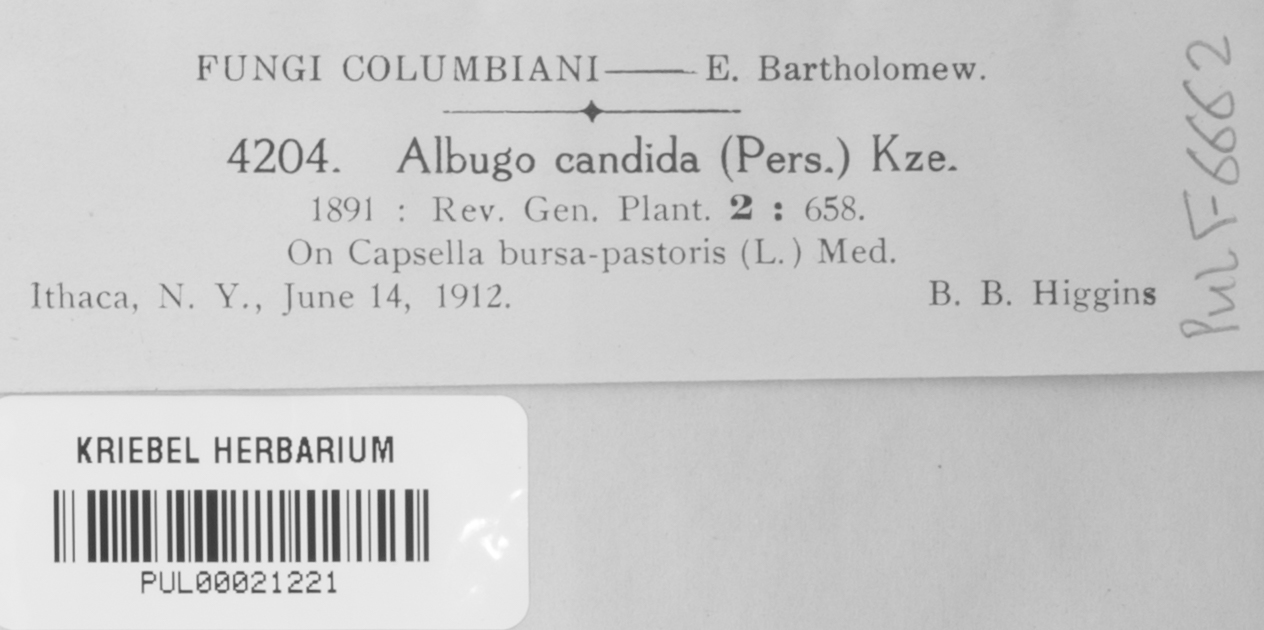 FUNGI COLUMBIANI—— E. Bartholomew.
4204. Albugo candida (Pers.) Kze.
1891 : Rev. Gen. Plant. 2 : 658.
On Capsella bursa-pastoris (L.) Med.
Ithaca, N. Y., June 14, 1912. B. B. Higgins
PUL F-6662
KRIEBEL HERBARIUM
PUL00021221